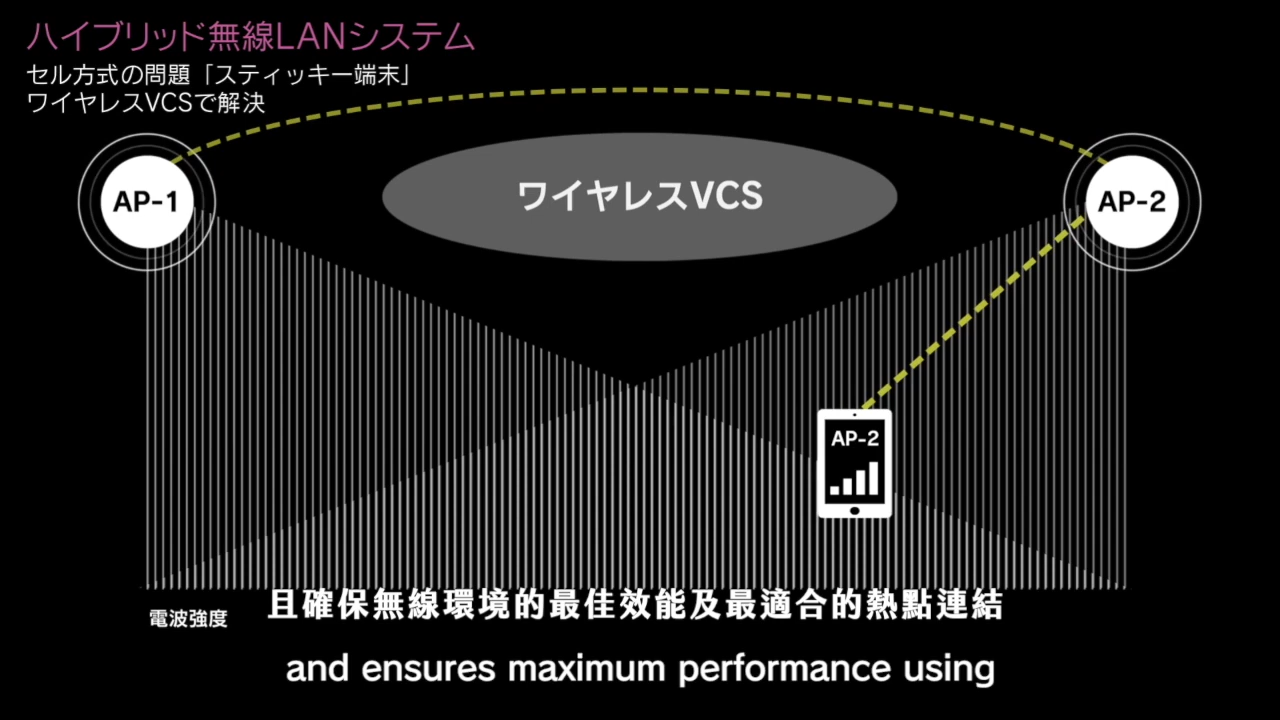 ハイブリッド無線LANシステム
セル方式の問題「スティッキー端末」
ワイヤレスVCSで解決
AP-1
ワイヤレスVCS
AP-2
AP-2
電波強度
且確保無線環境的最佳效能及最適合的熱點連結
and ensures maximum performance using